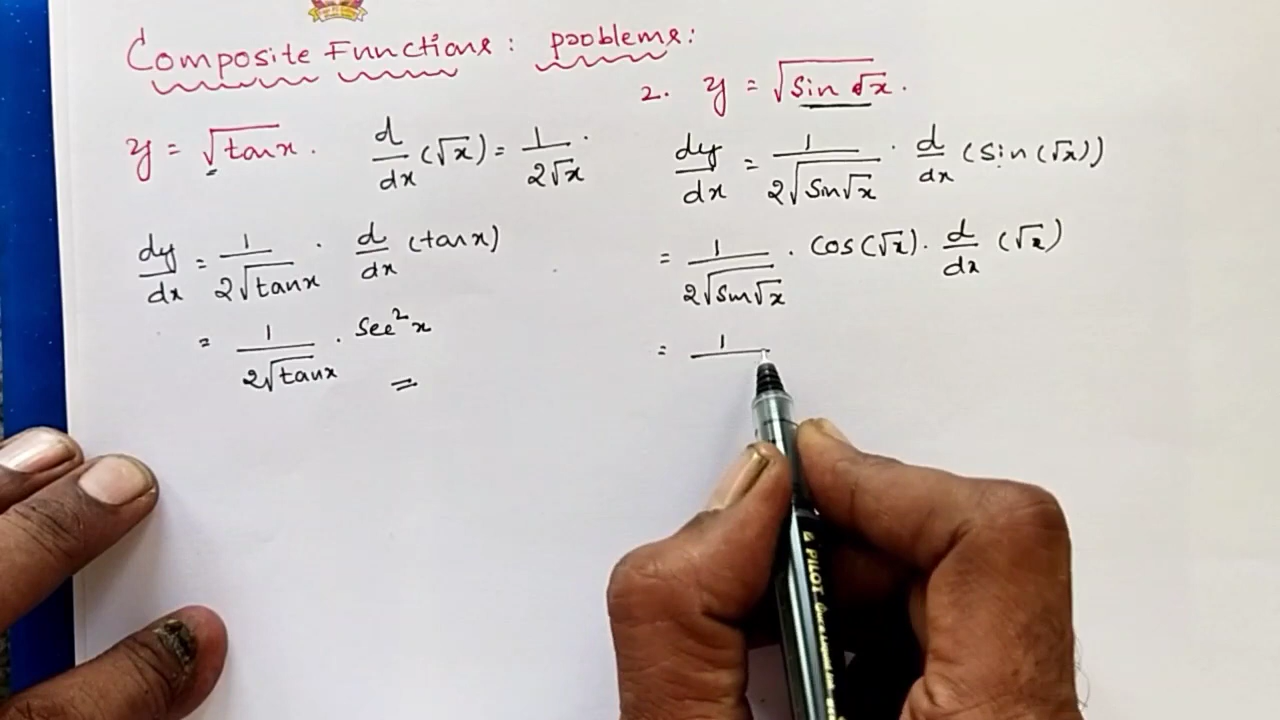 Composite Functions: problems:
y = √tanx. d/dx (√x) = 1/2√x.
dy/dx = 1/2√tanx . d/dx (tanx)
= 1/2√tanx . Sec²x
2. y = √sin√x.
dy/dx = 1/2√sin√x . d/dx (sin(√x))
= 1/2√sin√x . cos(√x). d/dx (√x)
= 1
PILOT